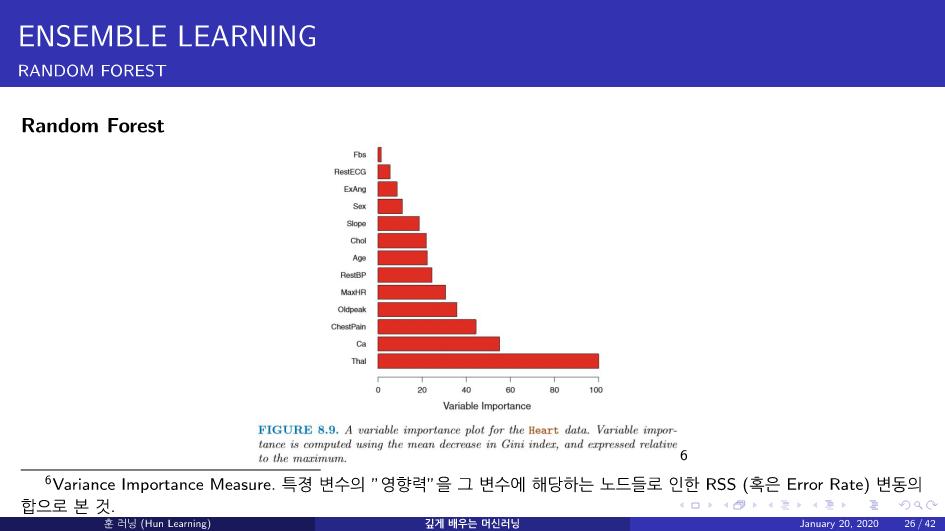 ENSEMBLE LEARNING
RANDOM FOREST
Random Forest
Fbs
RestECG
ExAng
Sex
Slope
Chol
Age
RestBP
MaxHR
Oldpeak
ChestPain
Ca
Thal
0 20 40 60 80 100
Variable Importance
FIGURE 8.9. A variable importance plot for the Heart data. Variable impor-
tance is computed using the mean decrease in Gini index, and expressed relative
to the maximum.
6
6Variance Importance Measure. 특경 변수의 "영향력"을 그 변수에 해당하는 노드들로 인한 RSS (혹은 Error Rate) 변동의
합으로 본 것.
훈 러닝 (Hun Learning) 깊게 배우는 머신러닝 January 20, 2020 26 / 42